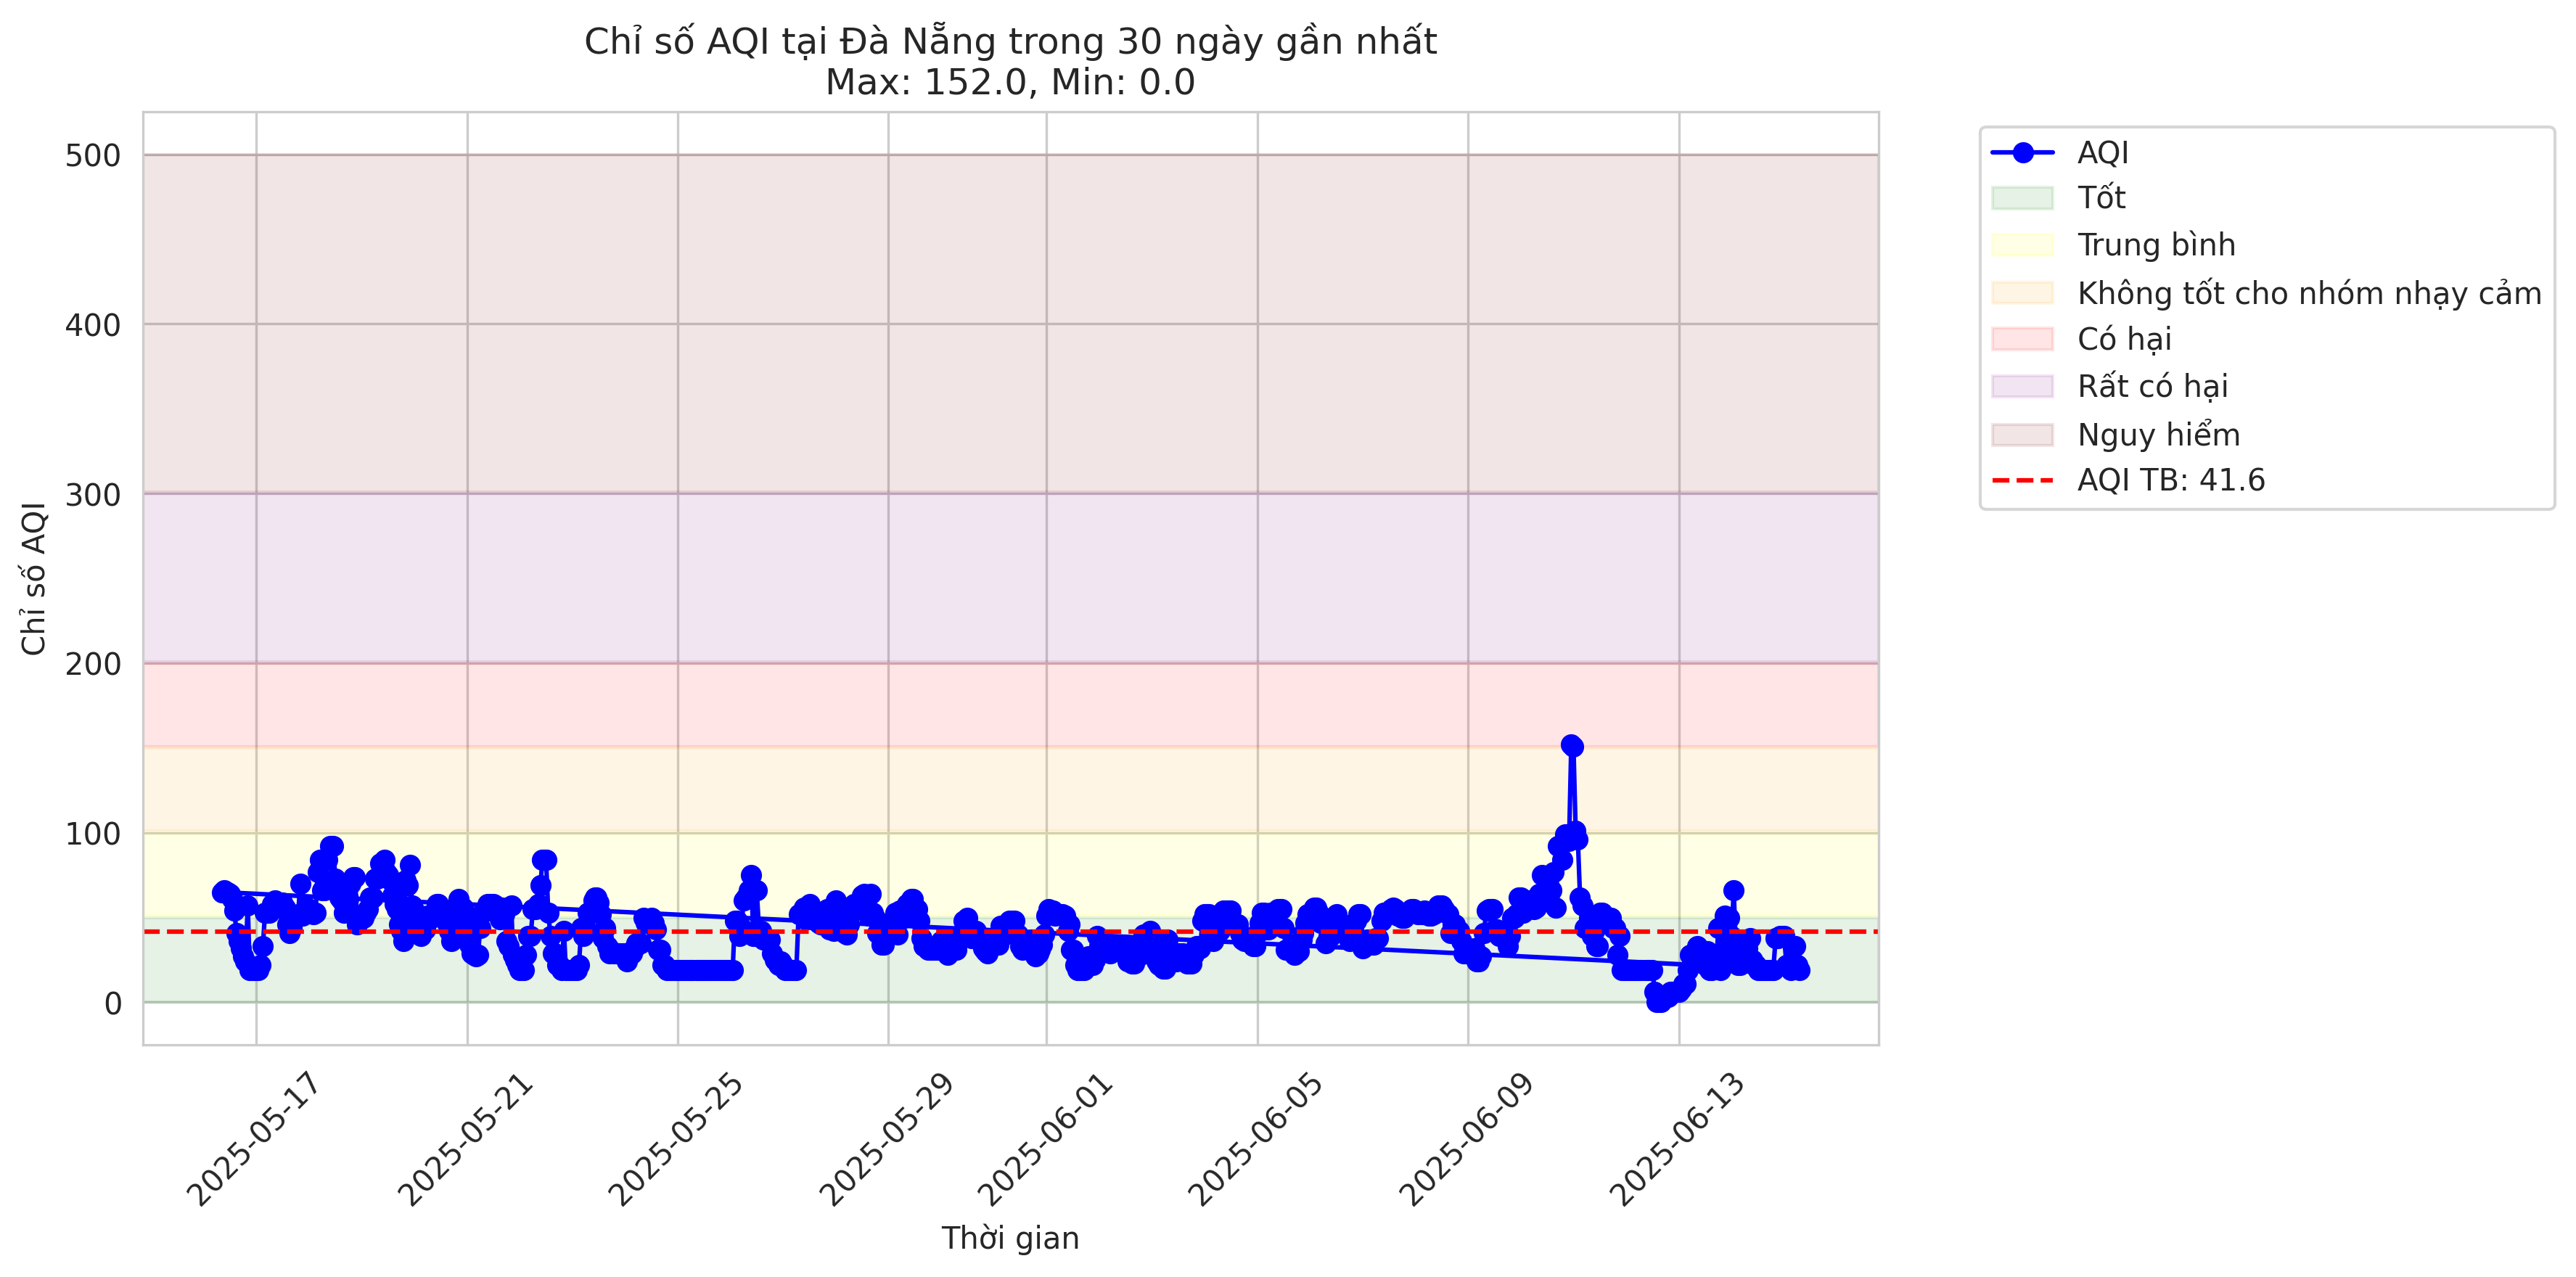 Chỉ số AQI tại Đà Nẵng trong 30 ngày gần nhất
Max: 152.0, Min: 0.0
Chỉ số AQI
500
400
300
200
100
0
2025-05-17
2025-05-21
2025-05-25
2025-05-29
2025-06-01
2025-06-05
2025-06-09
2025-06-13
Thời gian
AQI
Tốt
Trung bình
Không tốt cho nhóm nhạy cảm
Có hại
Rất có hại
Nguy hiểm
AQI TB: 41.6